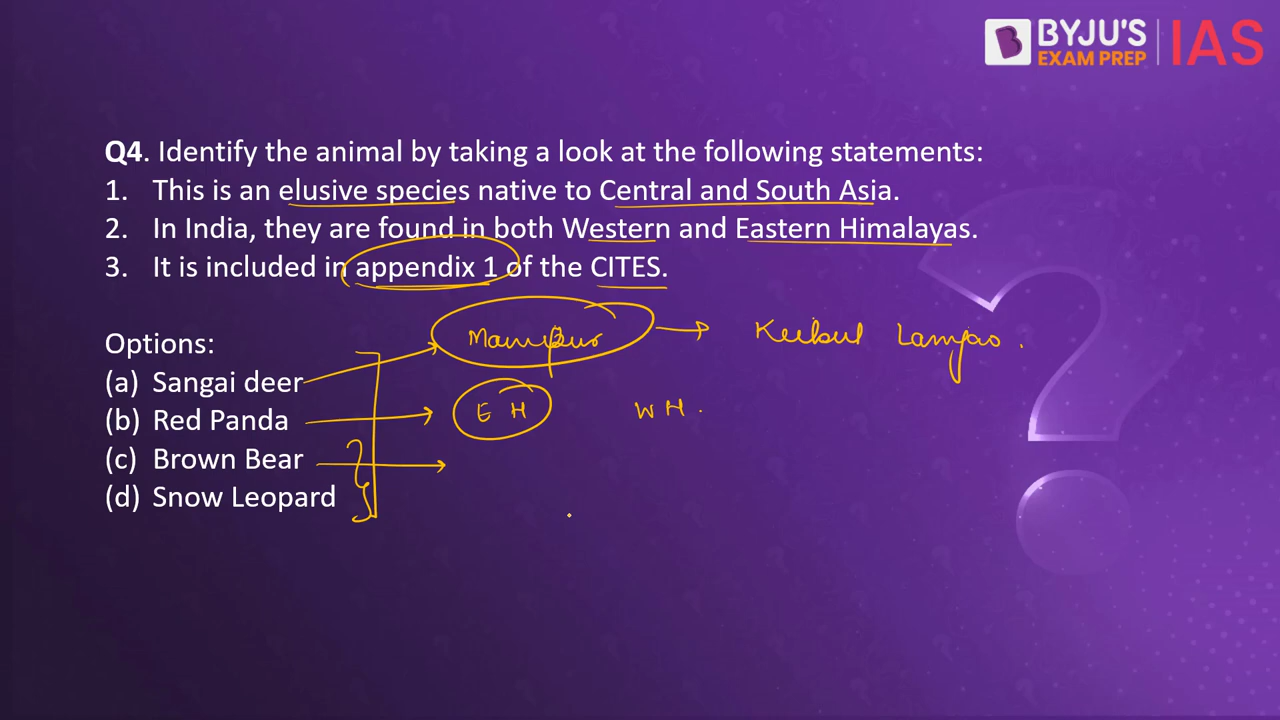 BYJU'S
EXAM PREP
IAS
Q4. Identify the animal by taking a look at the following statements:
1. This is an elusive species native to Central and South Asia.
2. In India, they are found in both Western and Eastern Himalayas.
3. It is included in appendix 1 of the CITES.
Options:
Manipur → Keibul Lamjao.
(a) Sangai deer
(b) Red Panda → E H W H.
(c) Brown Bear →
(d) Snow Leopard